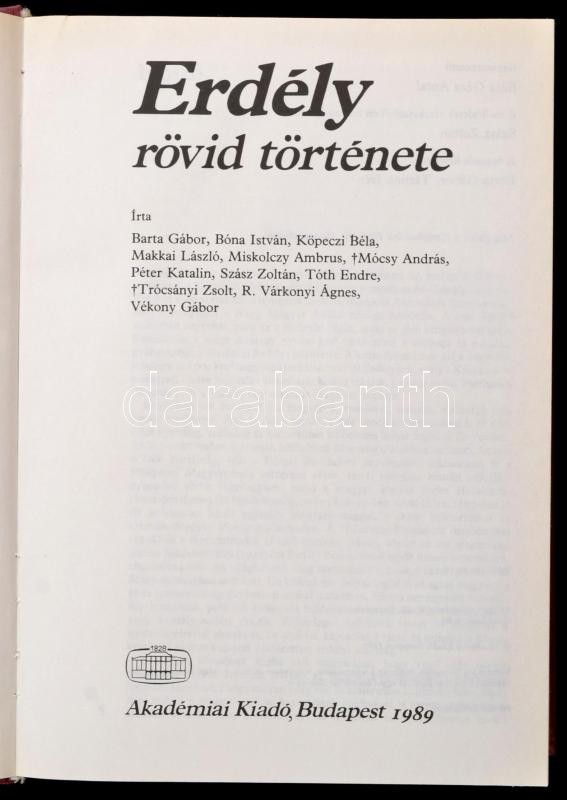 Erdély
rövid története
Írta
Barta Gábor, Bóna István, Köpeczi Béla,
Makkai László, Miskolczy Ambrus, †Mócsy András,
Péter Katalin, Szász Zoltán, Tóth Endre,
†Trócsányi Zsolt, R. Várkonyi Ágnes,
Vékony Gábor
darabanth
1828
Akadémiai Kiadó, Budapest 1989